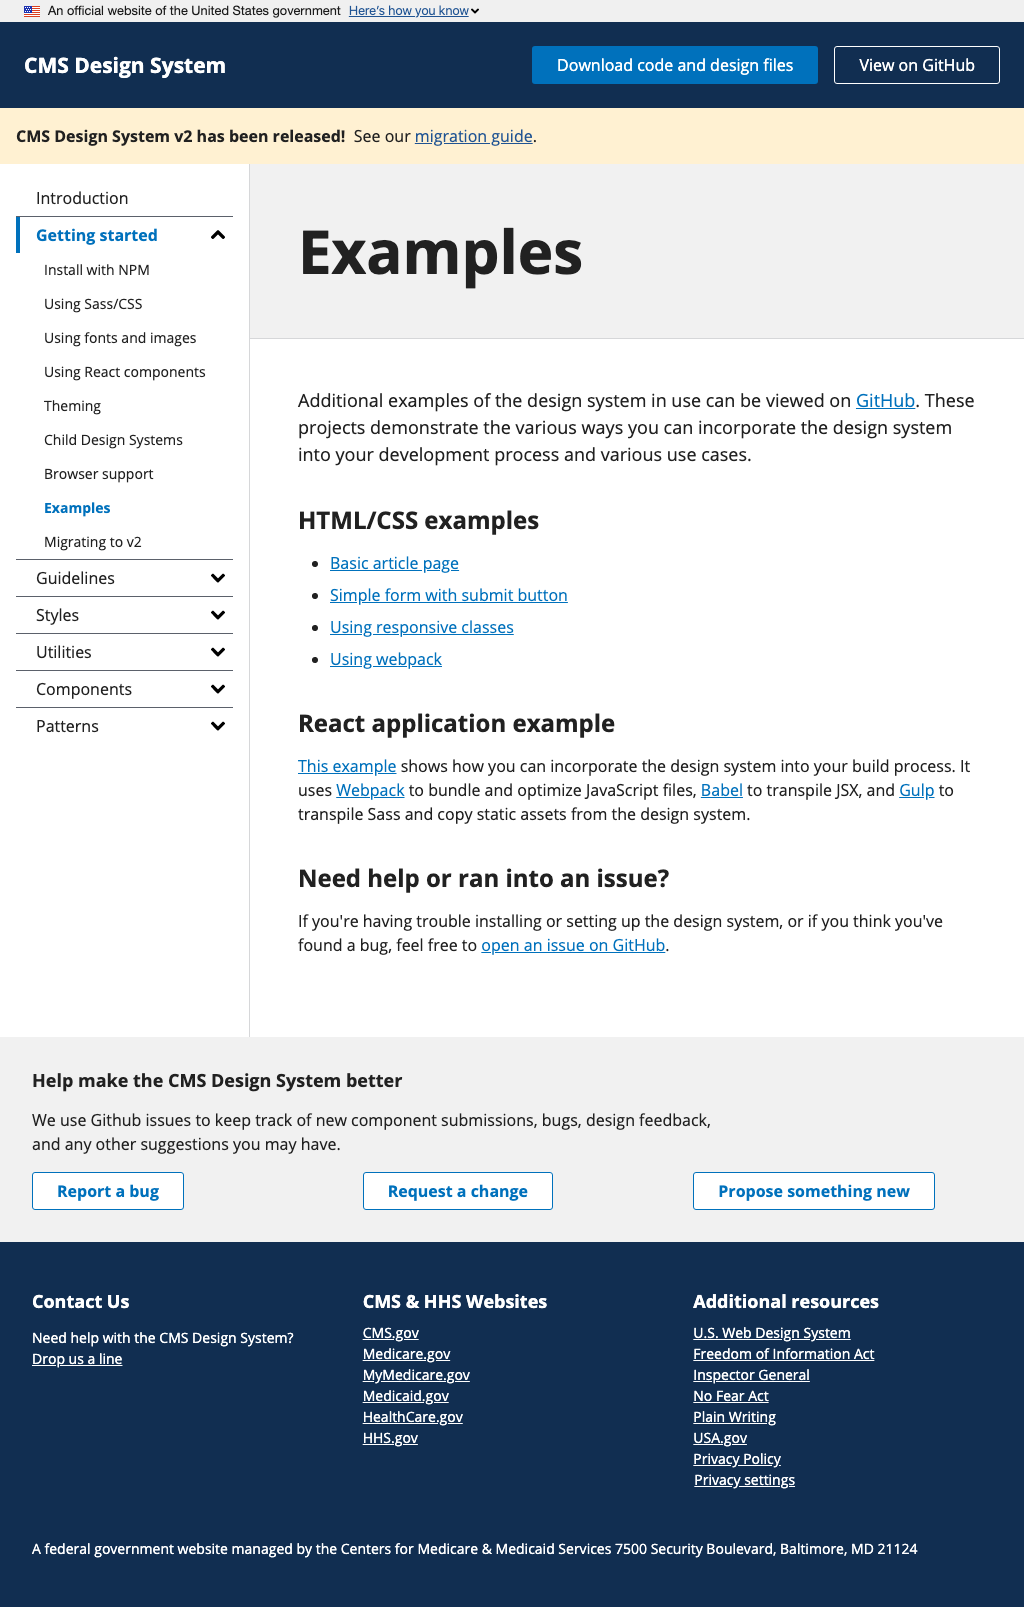 An official website of the United States government Here's how you know
CMS Design System
Download code and design files
View on GitHub
CMS Design System v2 has been released! See our migration guide.
Introduction
Getting started
Install with NPM
Using Sass/CSS
Using fonts and images
Using React components
Theming
Child Design Systems
Browser support
Examples
Migrating to v2
Guidelines
Styles
Utilities
Components
Patterns
Examples
Additional examples of the design system in use can be viewed on GitHub. These
projects demonstrate the various ways you can incorporate the design system
into your development process and various use cases.
HTML/CSS examples
Basic article page
Simple form with submit button
Using responsive classes
Using webpack
React application example
This example shows how you can incorporate the design system into your build process. It
uses Webpack to bundle and optimize JavaScript files, Babel to transpile JSX, and Gulp to
transpile Sass and copy static assets from the design system.
Need help or ran into an issue?
If you're having trouble installing or setting up the design system, or if you think you've
found a bug, feel free to open an issue on GitHub.
Help make the CMS Design System better
We use Github issues to keep track of new component submissions, bugs, design feedback,
and any other suggestions you may have.
Report a bug
Request a change
Propose something new
Contact Us
Need help with the CMS Design System?
Drop us a line
CMS & HHS Websites
CMS.gov
Medicare.gov
MyMedicare.gov
Medicaid.gov
HealthCare.gov
HHS.gov
Additional resources
U.S. Web Design System
Freedom of Information Act
Inspector General
No Fear Act
Plain Writing
USA.gov
Privacy Policy
Privacy settings
A federal government website managed by the Centers for Medicare & Medicaid Services 7500 Security Boulevard, Baltimore, MD 21124